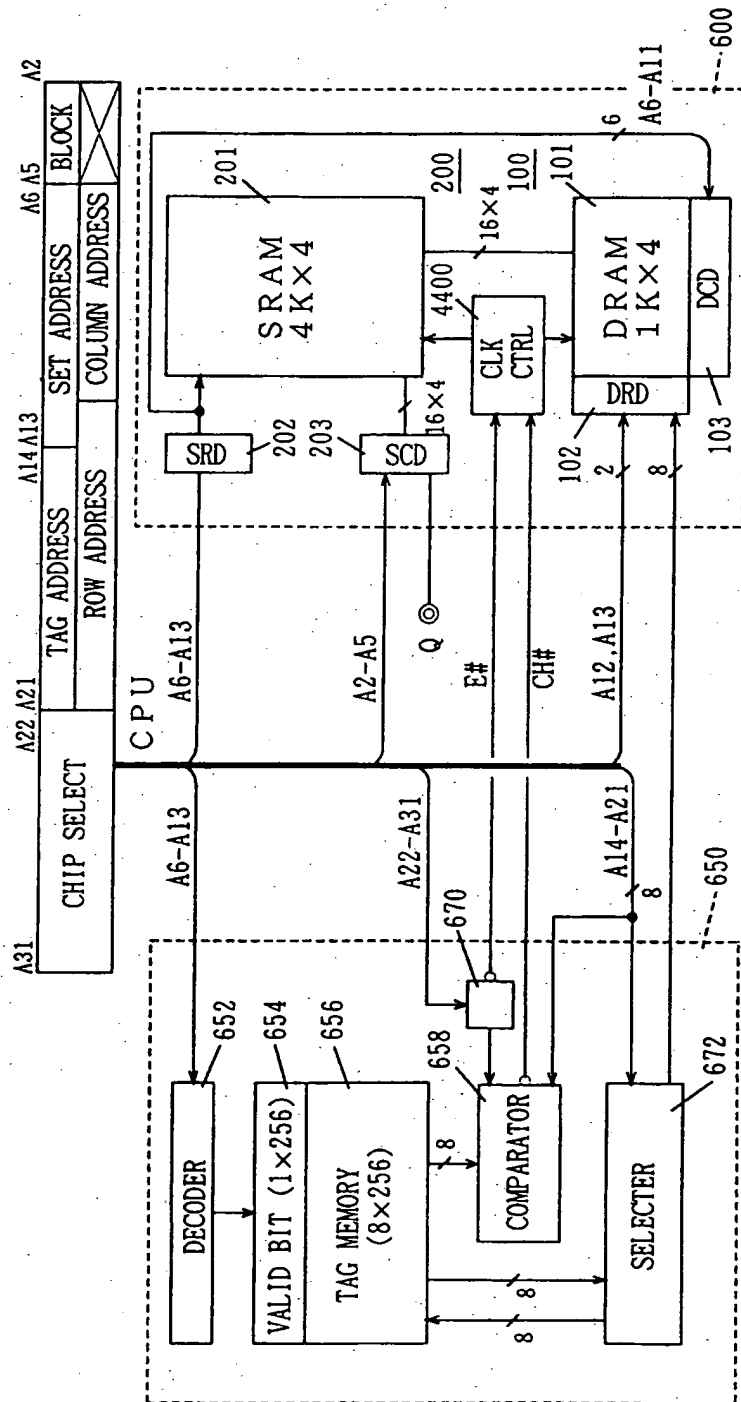 A31
A22
A21
A14
A13
A6
A5
A2
CHIP SELECT
TAG ADDRESS
SET ADDRESS
BLOCK
ROW ADDRESS
COLUMN ADDRESS
CPU
A6-A13
A6-A13
A2-A5
A22-A31
A12, A13
A14-A21
8
E#
CH#
Q
650
DECODER
652
VALID BIT (1×256)
654
TAG MEMORY
(8×256)
656
8
COMPARATOR
658
670
8
8
SELECTER
672
600
A6-A11
6
SRD
202
SRAM
4K×4
201
200
100
SCD
203
16×4
16×4
CLK
CTRL
4400
DRAM
1K×4
101
DRD
102
DCD
103
2
8